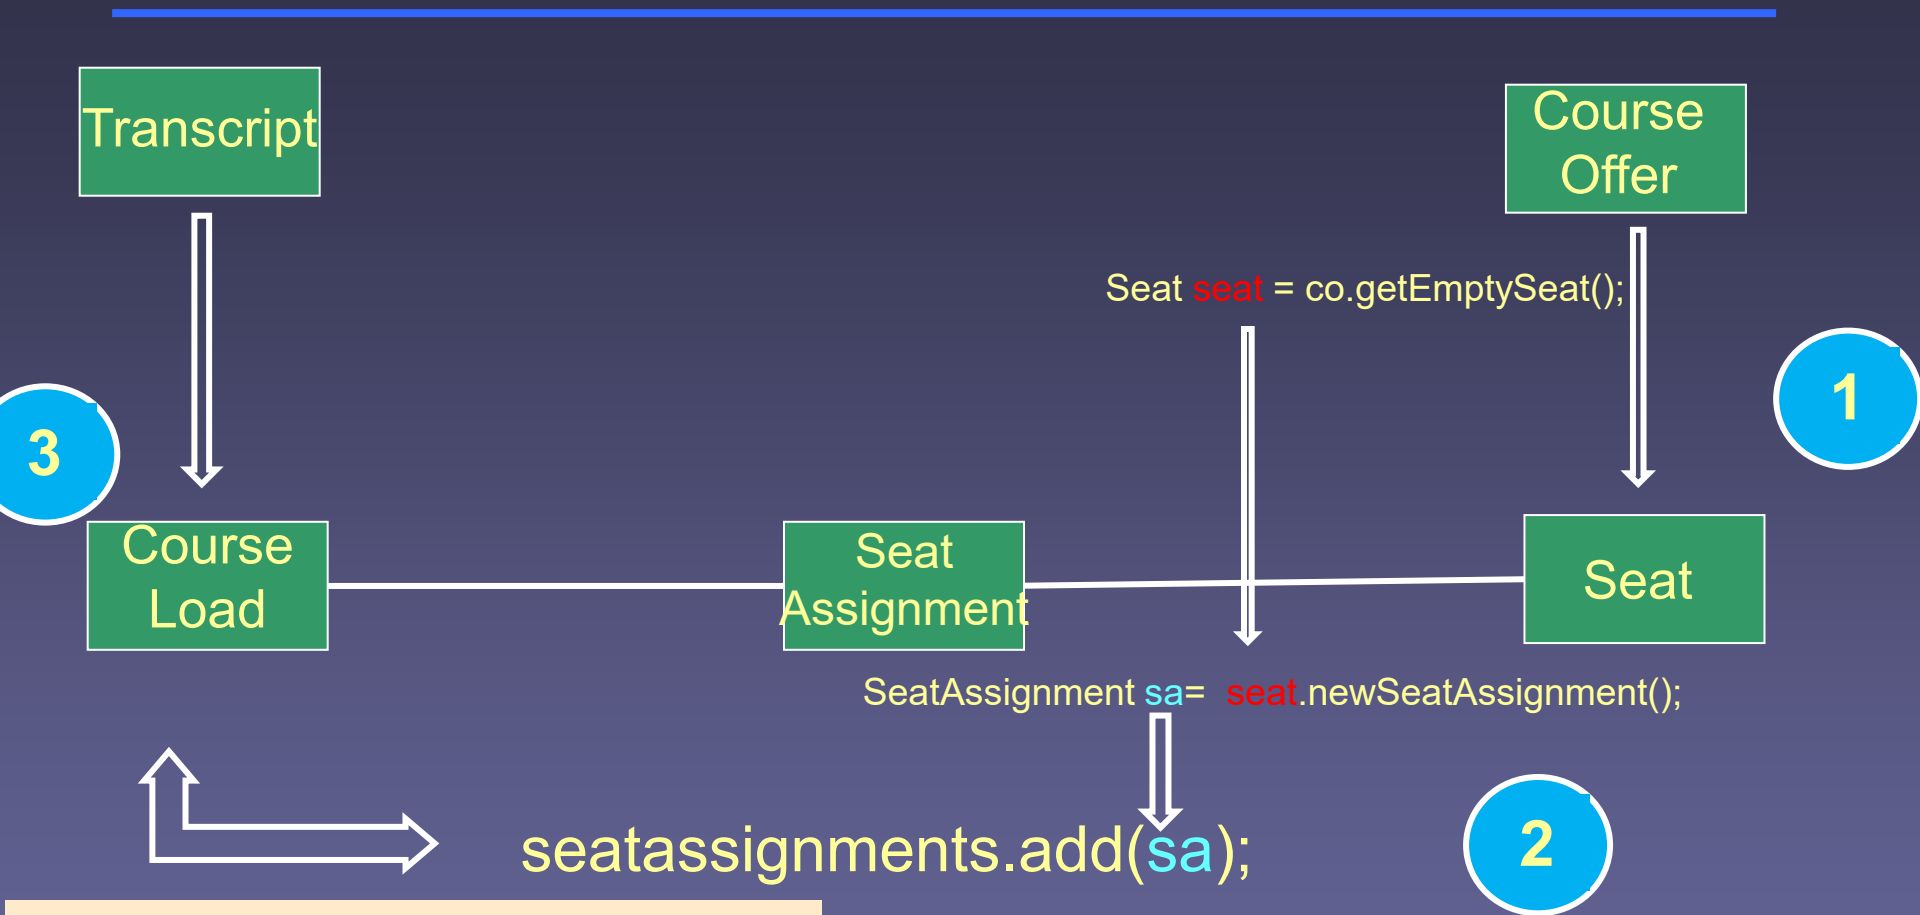 Transcript
Course
Offer
Seat seat = co.getEmptySeat();
1
3
Course
Load
Seat
Assignment
Seat
SeatAssignment sa=  seat.newSeatAssignment();
seatassignments.add(sa);
2